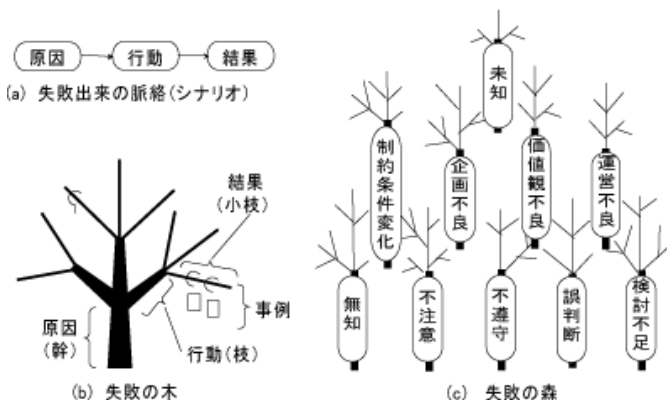 原因
行動
結果
(a) 失敗出来の脈絡(シナリオ)
結果
(小枝)
事例
原因
(幹)
行動(枝)
(b) 失敗の木
未知
制約条件変化
企画不良
価値観不良
運営不良
無知
不注意
不遵守
誤判断
検討不足
(c) 失敗の森